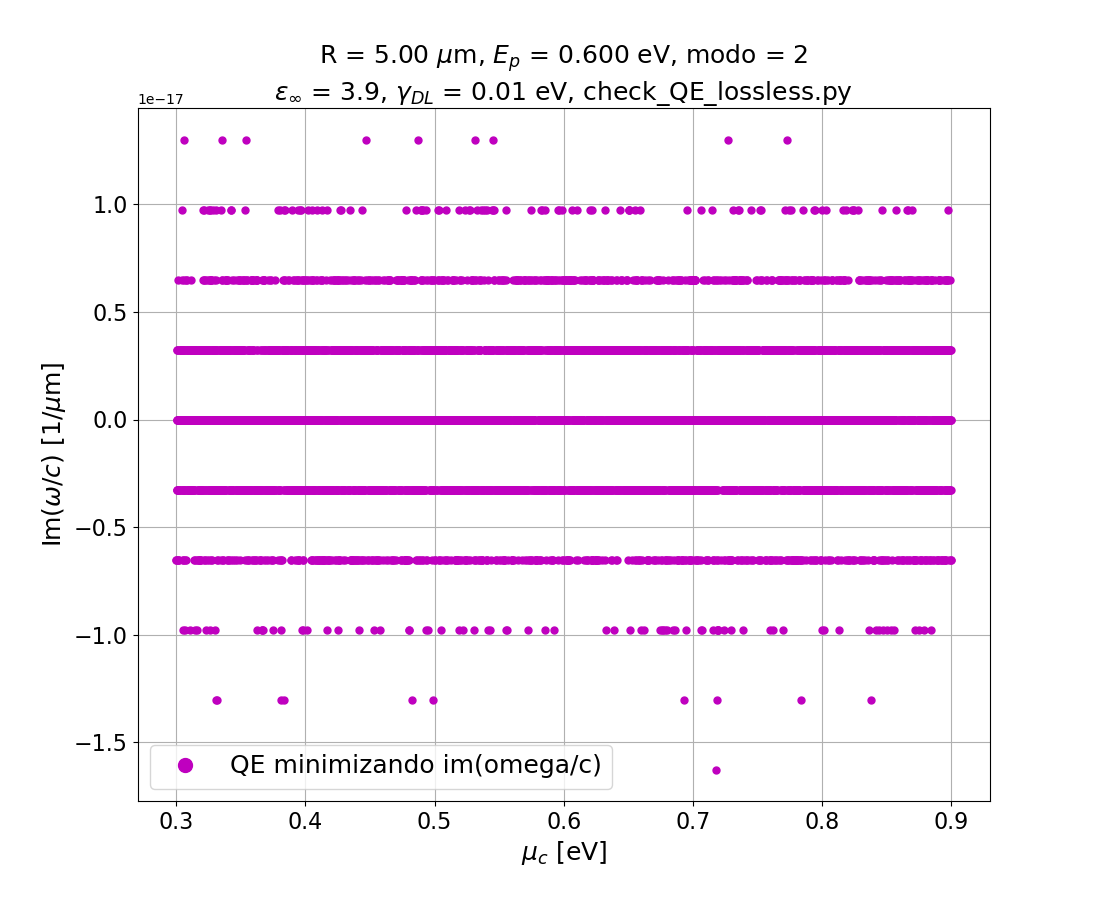 R = 5.00 μm, E_p = 0.600 eV, modo = 2
ε_∞ = 3.9, γ_DL = 0.01 eV, check_QE_lossless.py
1e−17
1.0
0.5
0.0
−0.5
−1.0
−1.5
Im(ω/c) [1/μm]
QE minimizando im(omega/c)
0.3 0.4 0.5 0.6 0.7 0.8 0.9
μ_c [eV]